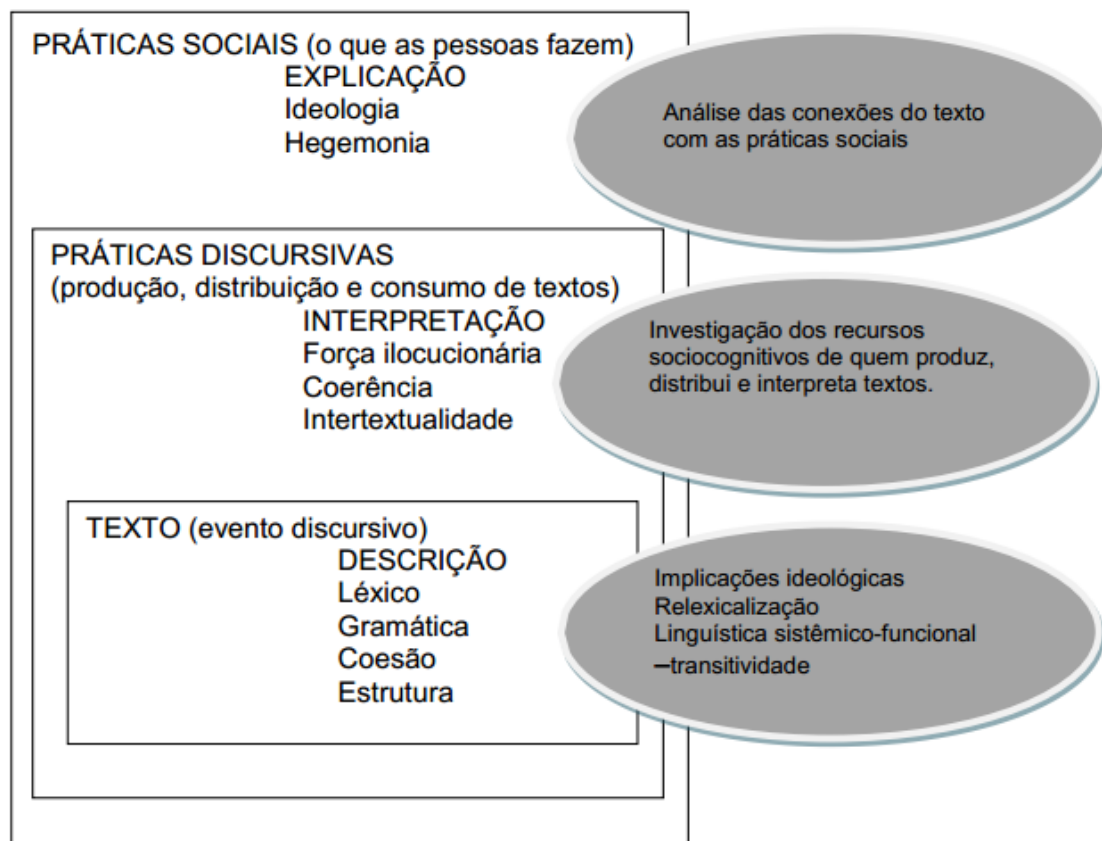 PRÁTICAS SOCIAIS (o que as pessoas fazem)
EXPLICAÇÃO
Ideologia
Hegemonia
Análise das conexões do texto
com as práticas sociais
PRÁTICAS DISCURSIVAS
(produção, distribuição e consumo de textos)
INTERPRETAÇÃO
Força ilocucionária
Coerência
Intertextualidade
Investigação dos recursos
sociocognitivos de quem produz,
distribui e interpreta textos.
TEXTO (evento discursivo)
DESCRIÇÃO
Léxico
Gramática
Coesão
Estrutura
Implicações ideológicas
Relexicalização
Linguística sistêmico-funcional
–transitividade